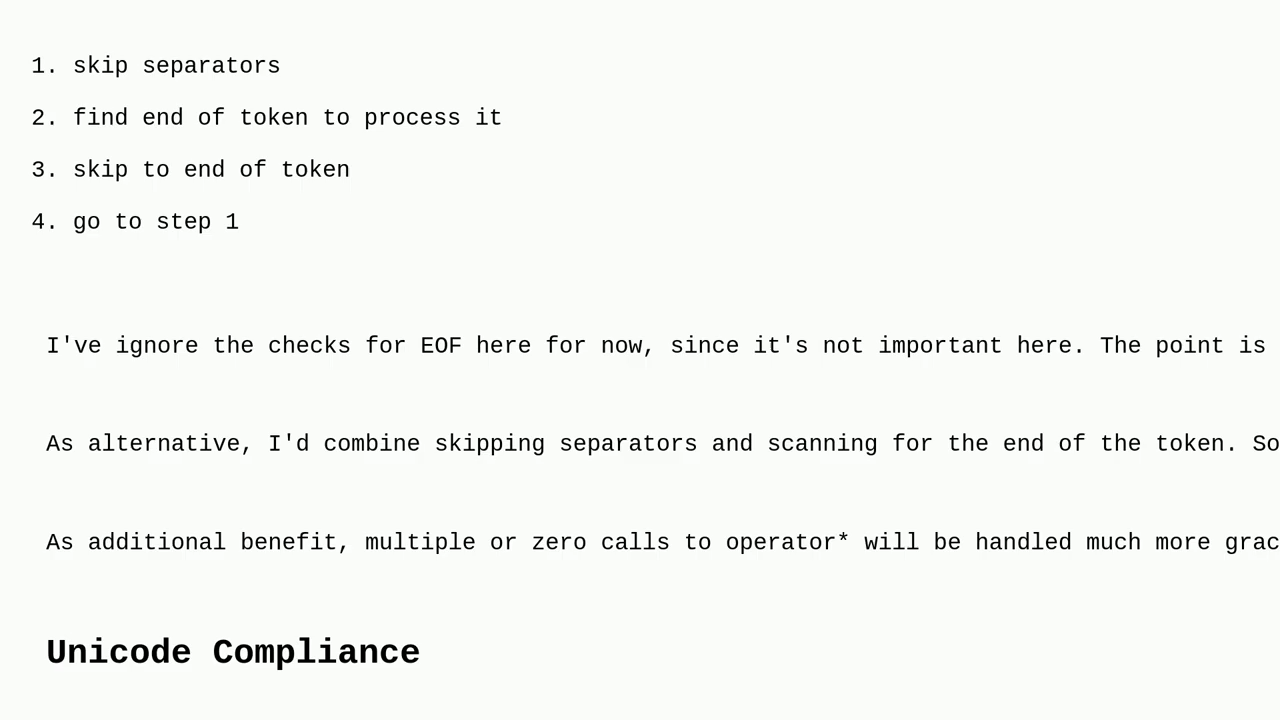 1. skip separators
2. find end of token to process it
3. skip to end of token
4. go to step 1
I've ignore the checks for EOF here for now, since it's not important here. The point is
As alternative, I'd combine skipping separators and scanning for the end of the token. So
As additional benefit, multiple or zero calls to operator* will be handled much more grac
Unicode Compliance